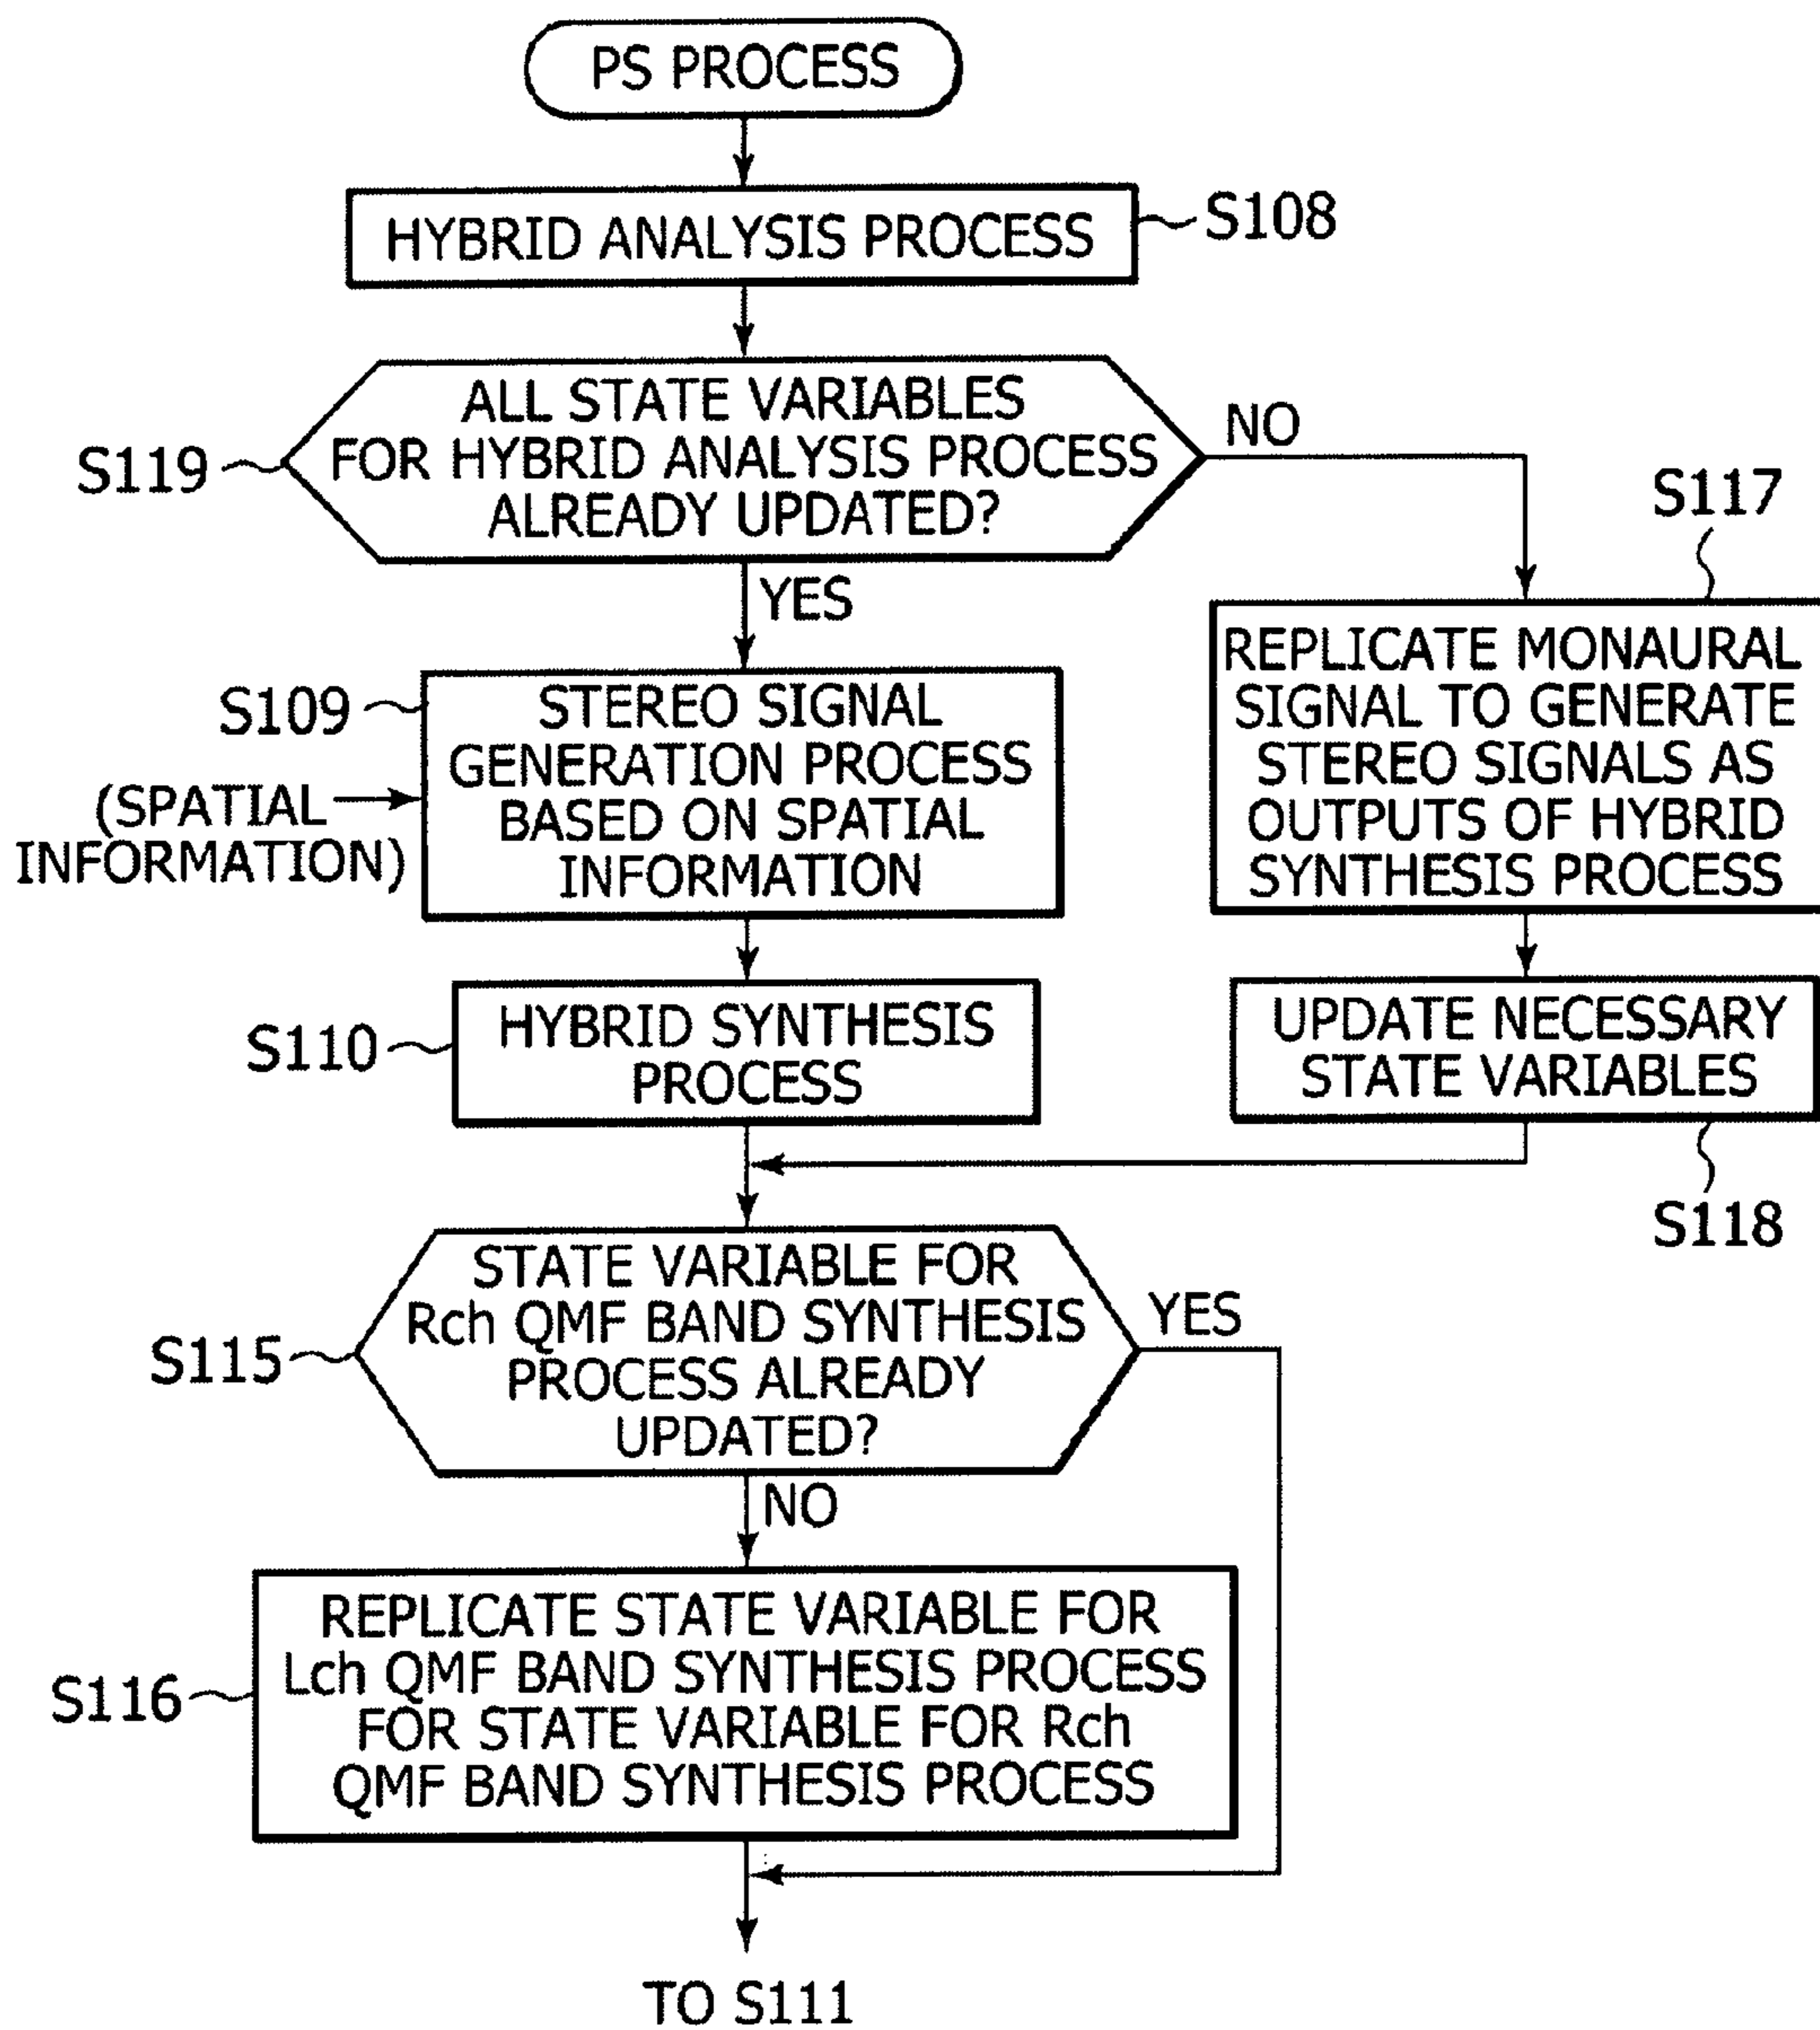 PS PROCESS
HYBRID ANALYSIS PROCESS
S108
ALL STATE VARIABLES
FOR HYBRID ANALYSIS PROCESS
ALREADY UPDATED?
S119
NO
YES
S117
REPLICATE MONAURAL
SIGNAL TO GENERATE
STEREO SIGNALS AS
OUTPUTS OF HYBRID
SYNTHESIS PROCESS
S109
STEREO SIGNAL
GENERATION PROCESS
BASED ON SPATIAL
INFORMATION
(SPATIAL
INFORMATION)
S110
HYBRID SYNTHESIS
PROCESS
UPDATE NECESSARY
STATE VARIABLES
S118
STATE VARIABLE FOR
Rch QMF BAND SYNTHESIS
PROCESS ALREADY
UPDATED?
S115
YES
NO
REPLICATE STATE VARIABLE FOR
Lch QMF BAND SYNTHESIS PROCESS
FOR STATE VARIABLE FOR Rch
QMF BAND SYNTHESIS PROCESS
S116
TO S111